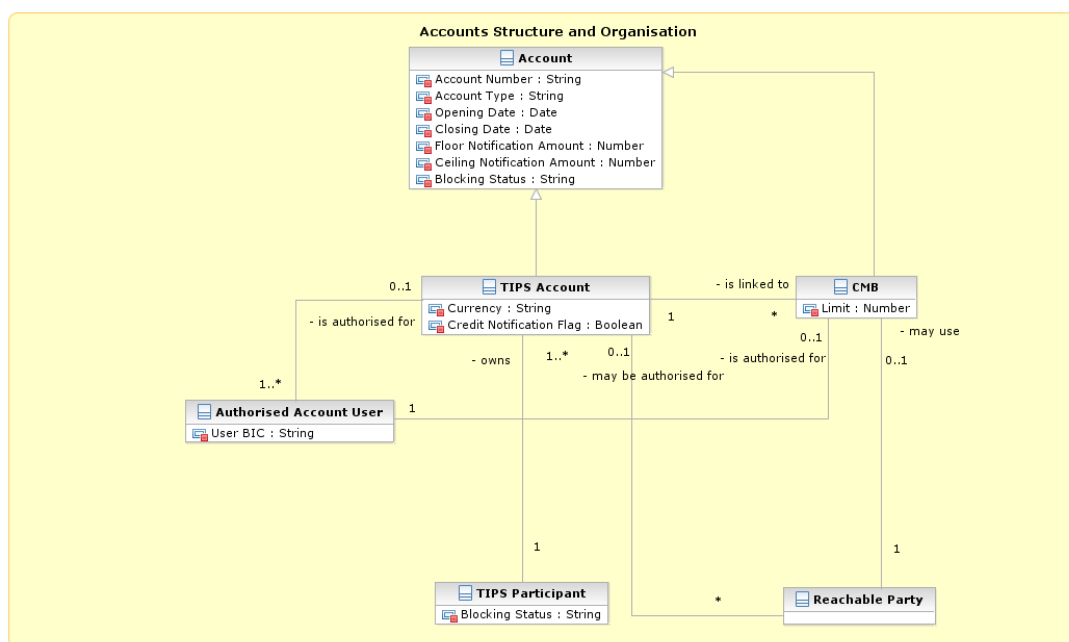 Accounts Structure and Organisation
Account
Account Number : String
Account Type : String
Opening Date : Date
Closing Date : Date
Floor Notification Amount : Number
Ceiling Notification Amount : Number
Blocking Status : String
0..1
TIPS Account
- is linked to
CMB
Currency : String
Credit Notification Flag : Boolean
1
*
Limit : Number
- is authorised for
- may use
0..1
- owns
1..*
0..1
- is authorised for
0..1
- may be authorised for
1..*
Authorised Account User
1
User BIC : String
1
1
TIPS Participant
Blocking Status : String
*
Reachable Party